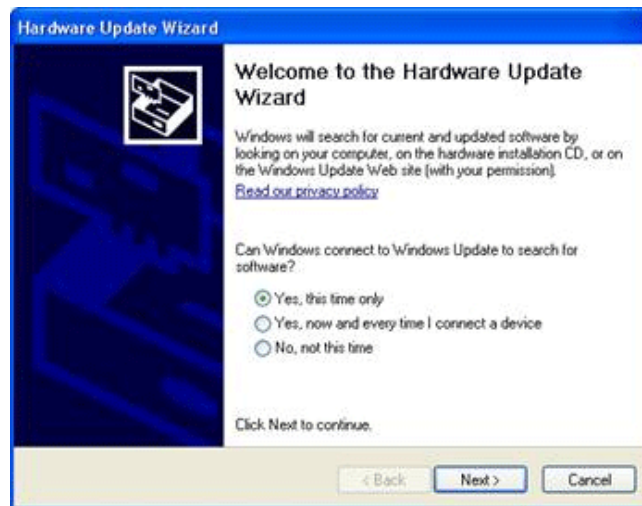 Hardware Update Wizard
Welcome to the Hardware Update
Wizard
Windows will search for current and updated software by
looking on your computer, on the hardware installation CD, or on
the Windows Update Web site (with your permission).
Read our privacy policy
Can Windows connect to Windows Update to search for
software?
Yes, this time only
Yes, now and every time I connect a device
No, not this time
Click Next to continue.
< Back
Next >
Cancel